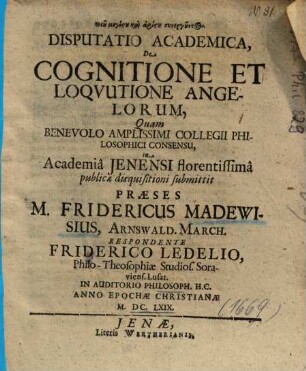 N 31.
DISPUTATIO ACADEMICA,
De
COGNITIONE ET
LOQVUTIONE ANGE-
LORUM,
Quam
BENEVOLO AMPLISSIMI COLLEGII PHI-
LOSOPHICI CONSENSU,
in
Academiâ JENENSI florentissimâ
publicæ disquisitioni submittit
PRÆSES
M. FRIDERICUS MADEWI-
SIUS, ARNSWALD. MARCH.
RESPONDENTE
FRIDERICO LEDELIO,
Philo-Theosophiæ Studios. Sora-
viens. Lusat.
IN AUDITORIO PHILOSOPH. H.C.
ANNO EPOCHÆ CHRISTIANÆ
M. DC. LXIX.
(1669)
JENÆ,
Literis WERTHERIANIS,